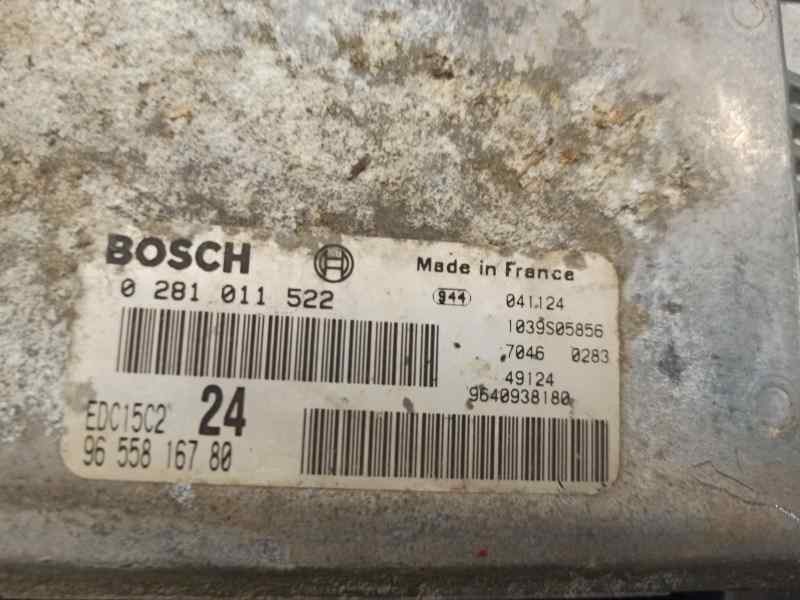 BOSCH
Made in France
0 281 011 522
944 041124
1039S05856
7046 0283
49124
9640938180
EDC15C2 24
96 558 167 80